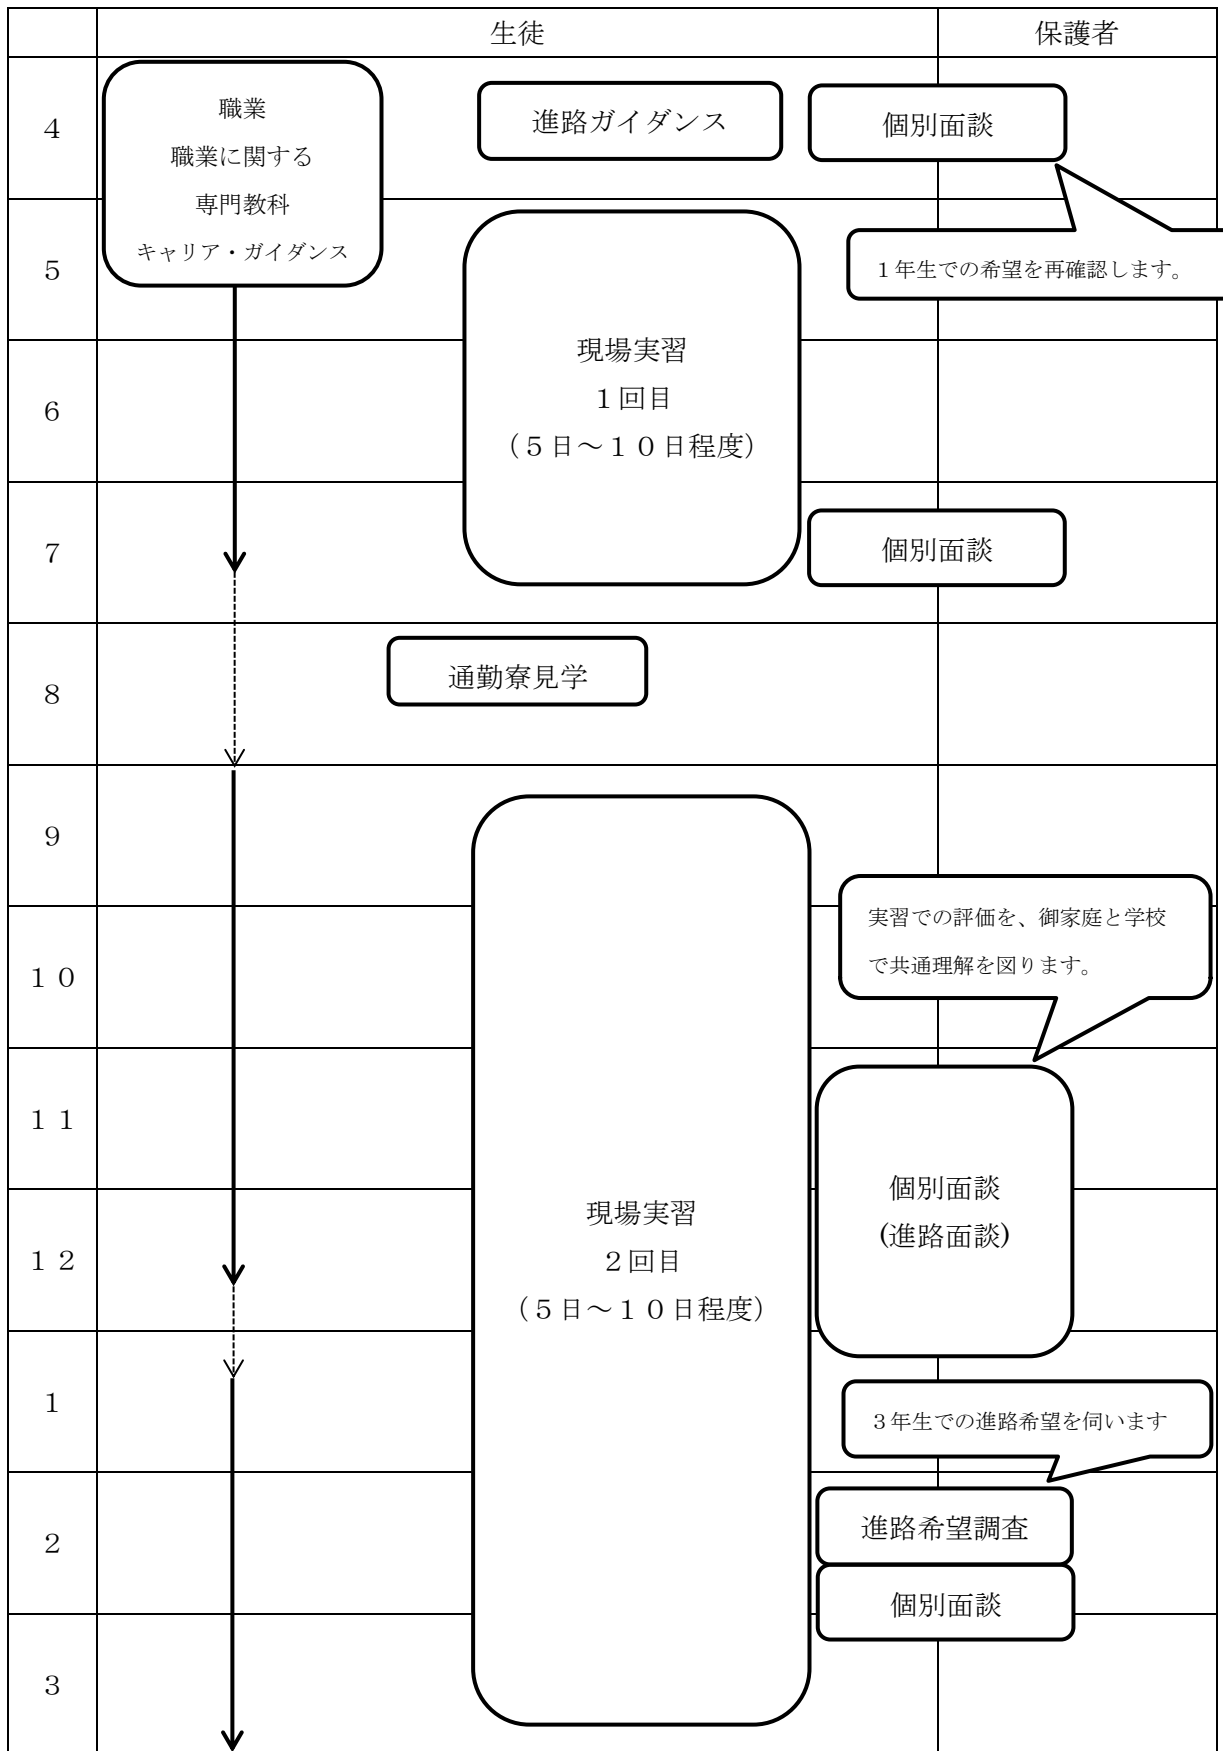 生徒
保護者
4
職業
職業に関する
専門教科
キャリア・ガイダンス
進路ガイダンス
個別面談
5
１年生での希望を再確認します。
6
現場実習
１回目
（５日～１０日程度）
7
個別面談
8
通勤寮見学
9
実習での評価を、御家庭と学校
で共通理解を図ります。
１０
１１
個別面談
(進路面談)
１２
現場実習
２回目
（５日～１０日程度）
1
３年生での進路希望を伺います
2
進路希望調査
個別面談
3